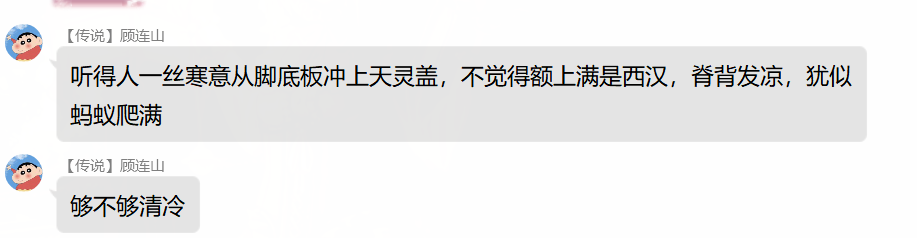 【传说】顾连山
听得人一丝寒意从脚底板冲上天灵盖，不觉得额上满是西汉，脊背发凉，犹似
蚂蚁爬满
【传说】顾连山
够不够清冷